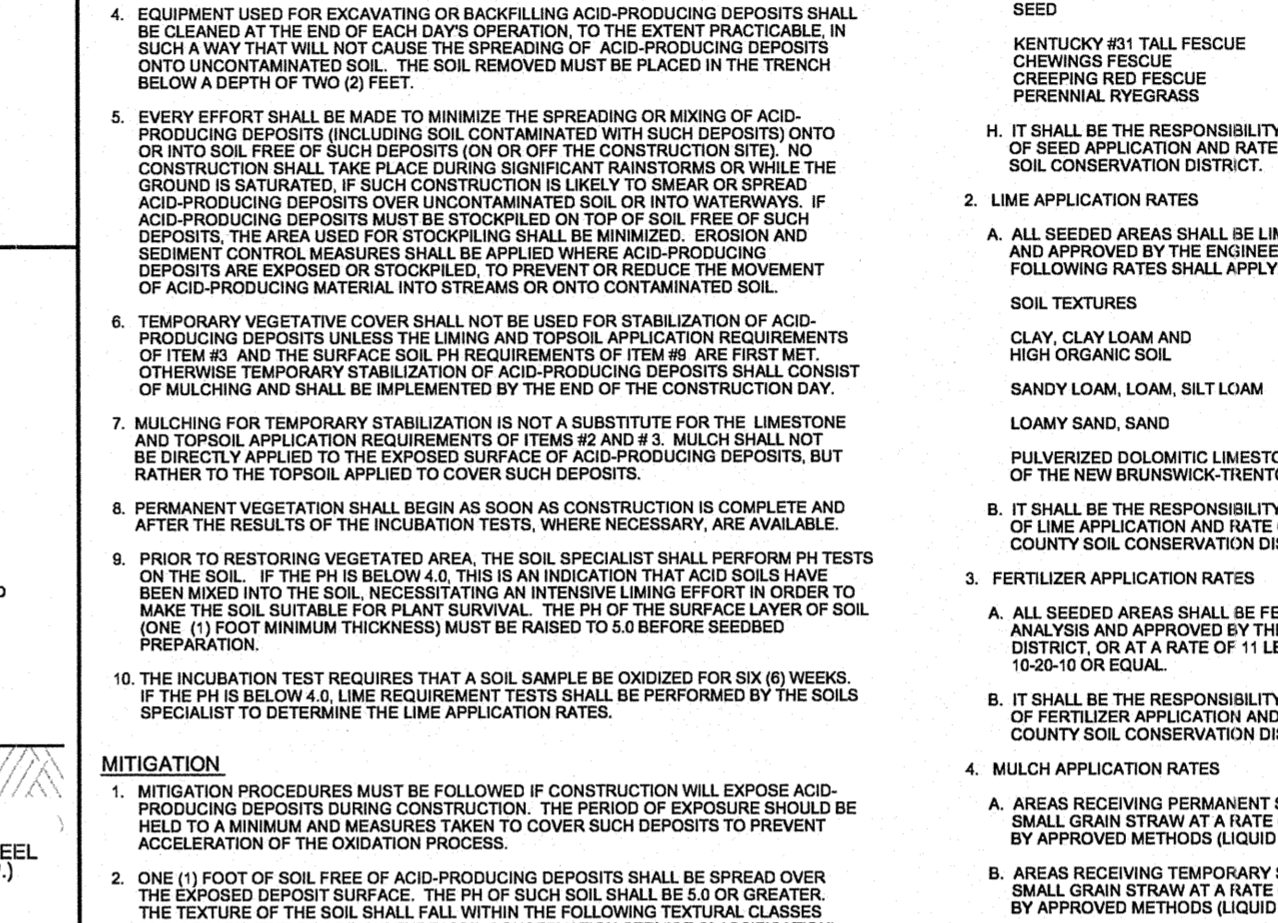 4. EQUIPMENT USED FOR EXCAVATING OR BACKFILLING ACID-PRODUCING DEPOSITS SHALL
BE CLEANED AT THE END OF EACH DAY'S OPERATION, TO THE EXTENT PRACTICABLE, IN
SUCH A WAY THAT WILL NOT CAUSE THE SPREADING OF ACID-PRODUCING DEPOSITS
ONTO UNCONTAMINATED SOIL. THE SOIL REMOVED MUST BE PLACED IN THE TRENCH
BELOW A DEPTH OF TWO (2) FEET.
5. EVERY EFFORT SHALL BE MADE TO MINIMIZE THE SPREADING OR MIXING OF ACID-
PRODUCING DEPOSITS (INCLUDING SOIL CONTAMINATED WITH SUCH DEPOSITS) ONTO
OR INTO SOIL FREE OF SUCH DEPOSITS (ON OR OFF THE CONSTRUCTION SITE). NO
CONSTRUCTION SHALL TAKE PLACE DURING SIGNIFICANT RAINSTORMS OR WHILE THE
GROUND IS SATURATED, IF SUCH CONSTRUCTION IS LIKELY TO SMEAR OR SPREAD
ACID-PRODUCING DEPOSITS OVER UNCONTAMINATED SOIL OR INTO WATERWAYS. IF
ACID-PRODUCING DEPOSITS MUST BE STOCKPILED ON TOP OF SOIL FREE OF SUCH
DEPOSITS, THE AREA USED FOR STOCKPILING SHALL BE MINIMIZED. EROSION AND
SEDIMENT CONTROL MEASURES SHALL BE APPLIED WHERE ACID-PRODUCING
DEPOSITS ARE EXPOSED OR STOCKPILED, TO PREVENT OR REDUCE THE MOVEMENT
OF ACID-PRODUCING MATERIAL INTO STREAMS OR ONTO CONTAMINATED SOIL.
6. TEMPORARY VEGETATIVE COVER SHALL NOT BE USED FOR STABILIZATION OF ACID-
PRODUCING DEPOSITS UNLESS THE LIMING AND TOPSOIL APPLICATION REQUIREMENTS
OF ITEM #3 AND THE SURFACE SOIL PH REQUIREMENTS OF ITEM #9 ARE FIRST MET.
OTHERWISE TEMPORARY STABILIZATION OF ACID-PRODUCING DEPOSITS SHALL CONSIST
OF MULCHING AND SHALL BE IMPLEMENTED BY THE END OF THE CONSTRUCTION DAY.
7. MULCHING FOR TEMPORARY STABILIZATION IS NOT A SUBSTITUTE FOR THE LIMESTONE
AND TOPSOIL APPLICATION REQUIREMENTS OF ITEMS #2 AND # 3. MULCH SHALL NOT
BE DIRECTLY APPLIED TO THE EXPOSED SURFACE OF ACID-PRODUCING DEPOSITS, BUT
RATHER TO THE TOPSOIL APPLIED TO COVER SUCH DEPOSITS.
8. PERMANENT VEGETATION SHALL BEGIN AS SOON AS CONSTRUCTION IS COMPLETE AND
AFTER THE RESULTS OF THE INCUBATION TESTS, WHERE NECESSARY, ARE AVAILABLE.
9. PRIOR TO RESTORING VEGETATED AREA, THE SOIL SPECIALIST SHALL PERFORM PH TESTS
ON THE SOIL. IF THE PH IS BELOW 4.0, THIS IS AN INDICATION THAT ACID SOILS HAVE
BEEN MIXED INTO THE SOIL, NECESSITATING AN INTENSIVE LIMING EFFORT IN ORDER TO
MAKE THE SOIL SUITABLE FOR PLANT SURVIVAL. THE PH OF THE SURFACE LAYER OF SOIL
(ONE (1) FOOT MINIMUM THICKNESS) MUST BE RAISED TO 5.0 BEFORE SEEDBED
PREPARATION.
10. THE INCUBATION TEST REQUIRES THAT A SOIL SAMPLE BE OXIDIZED FOR SIX (6) WEEKS.
IF THE PH IS BELOW 4.0, LIME REQUIREMENT TESTS SHALL BE PERFORMED BY THE SOILS
SPECIALIST TO DETERMINE THE LIME APPLICATION RATES.
MITIGATION
1. MITIGATION PROCEDURES MUST BE FOLLOWED IF CONSTRUCTION WILL EXPOSE ACID-
PRODUCING DEPOSITS DURING CONSTRUCTION. THE PERIOD OF EXPOSURE SHOULD BE
HELD TO A MINIMUM AND MEASURES TAKEN TO COVER SUCH DEPOSITS TO PREVENT
ACCELERATION OF THE OXIDATION PROCESS.
2. ONE (1) FOOT OF SOIL FREE OF ACID-PRODUCING DEPOSITS SHALL BE SPREAD OVER
THE EXPOSED DEPOSIT SURFACE. THE PH OF SUCH SOIL SHALL BE 5.0 OR GREATER.
THE TEXTURE OF THE SOIL SHALL FALL WITHIN THE FOLLOWING TEXTURAL CLASSES
SEED
KENTUCKY #31 TALL FESCUE
CHEWINGS FESCUE
CREEPING RED FESCUE
PERENNIAL RYEGRASS
H. IT SHALL BE THE RESPONSIBILITY
OF SEED APPLICATION AND RATE
SOIL CONSERVATION DISTRICT.
2. LIME APPLICATION RATES
A. ALL SEEDED AREAS SHALL BE LIM
AND APPROVED BY THE ENGINEE
FOLLOWING RATES SHALL APPLY
SOIL TEXTURES
CLAY, CLAY LOAM AND
HIGH ORGANIC SOIL
SANDY LOAM, LOAM, SILT LOAM
LOAMY SAND, SAND
PULVERIZED DOLOMITIC LIMESTO
OF THE NEW BRUNSWICK-TRENTO
B. IT SHALL BE THE RESPONSIBILITY
OF LIME APPLICATION AND RATE
COUNTY SOIL CONSERVATION DIS
3. FERTILIZER APPLICATION RATES
A. ALL SEEDED AREAS SHALL BE FE
ANALYSIS AND APPROVED BY THE
DISTRICT, OR AT A RATE OF 11 LE
10-20-10 OR EQUAL.
B. IT SHALL BE THE RESPONSIBILITY
OF FERTILIZER APPLICATION AND
COUNTY SOIL CONSERVATION DIS
4. MULCH APPLICATION RATES
A. AREAS RECEIVING PERMANENT S
SMALL GRAIN STRAW AT A RATE
BY APPROVED METHODS (LIQUID
B. AREAS RECEIVING TEMPORARY S
SMALL GRAIN STRAW AT A RATE
BY APPROVED METHODS (LIQUID
EEL
.)